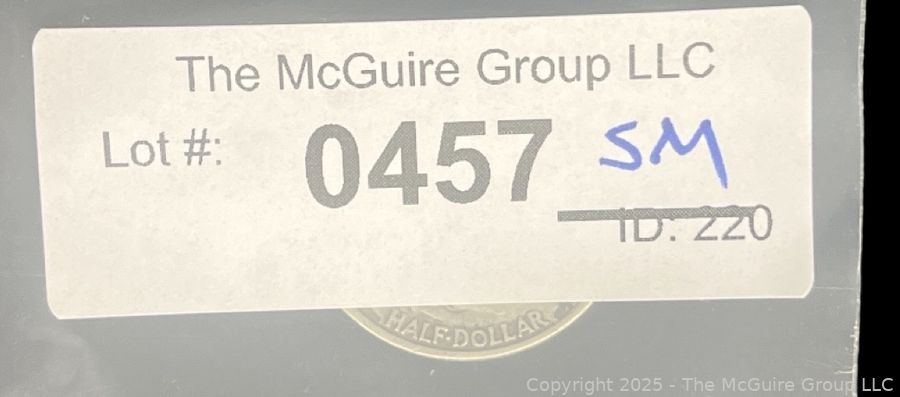 The McGuire Group LLC
Lot #: 0457 SM
ID: 220
HALF·DOLLAR
Copyright 2025 - The McGuire Group LLC